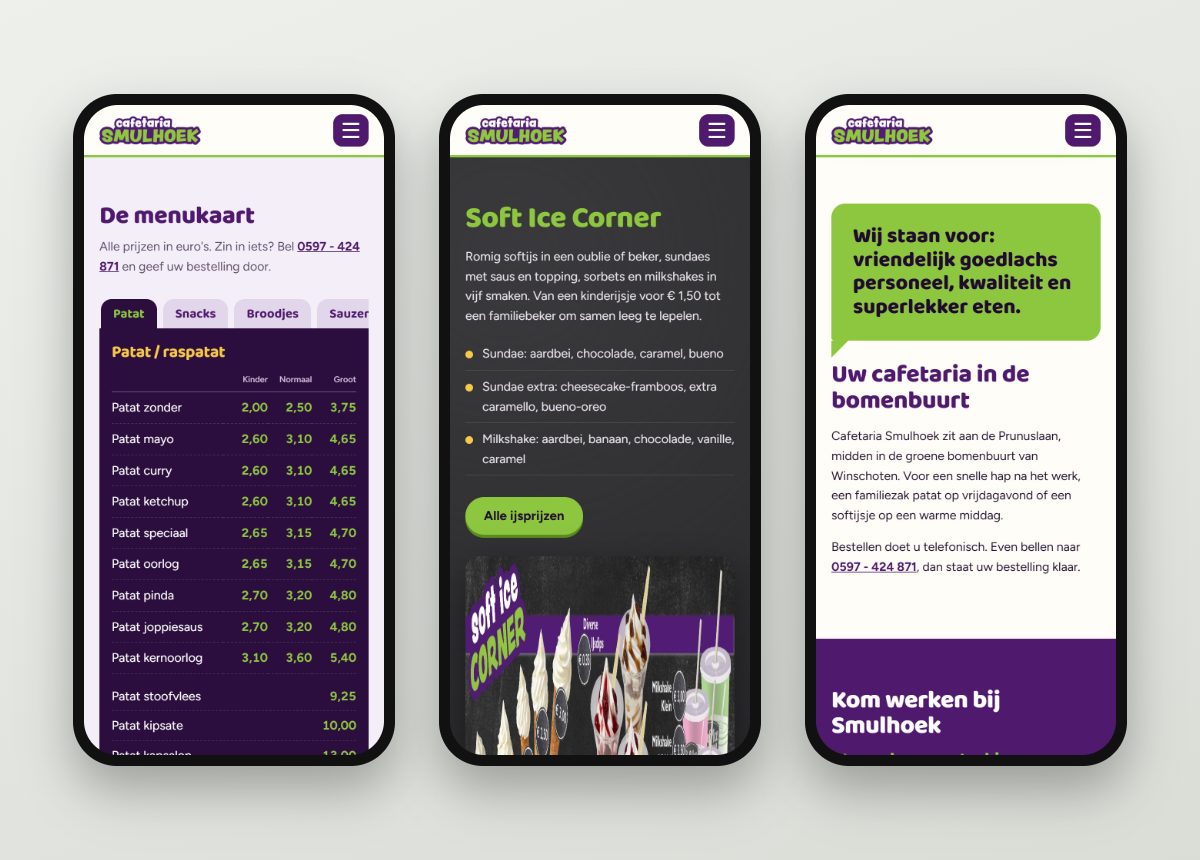 cafetaria
SMULHOEK
De menukaart
Alle prijzen in euro's. Zin in iets? Bel 0597 - 424
871 en geef uw bestelling door.
Patat Snacks Broodjes Sauzer
Patat / raspatat
Kinder Normaal Groot
Patat zonder 2,00 2,50 3,75
Patat mayo 2,60 3,10 4,65
Patat curry 2,60 3,10 4,65
Patat ketchup 2,60 3,10 4,65
Patat speciaal 2,65 3,15 4,70
Patat oorlog 2,65 3,15 4,70
Patat pinda 2,70 3,20 4,80
Patat joppiesaus 2,70 3,20 4,80
Patat kernoorlog 3,10 3,60 5,40
Patat stoofvlees 9,25
Patat kipsate 10,00
Patat kapsalon 13,00
cafetaria
SMULHOEK
Soft Ice Corner
Romig softijs in een oublie of beker, sundaes
met saus en topping, sorbets en milkshakes in
vijf smaken. Van een kinderijsje voor € 1,50 tot
een familiebeker om samen leeg te lepelen.
Sundae: aardbei, chocolade, caramel, bueno
Sundae extra: cheesecake-framboos, extra
caramello, bueno-oreo
Milkshake: aardbei, banaan, chocolade, vanille,
caramel
Alle ijsprijzen
soft ice
CORNER
Diverse
Milkshake
Klein
Milkshake
cafetaria
SMULHOEK
Wij staan voor:
vriendelijk goedlachs
personeel, kwaliteit en
superlekker eten.
Uw cafetaria in de
bomenbuurt
Cafetaria Smulhoek zit aan de Prunuslaan,
midden in de groene bomenbuurt van
Winschoten. Voor een snelle hap na het werk,
een familiezak patat op vrijdagavond of een
softijsje op een warme middag.
Bestellen doet u telefonisch. Even bellen naar
0597 - 424 871, dan staat uw bestelling klaar.
Kom werken bij
Smulhoek